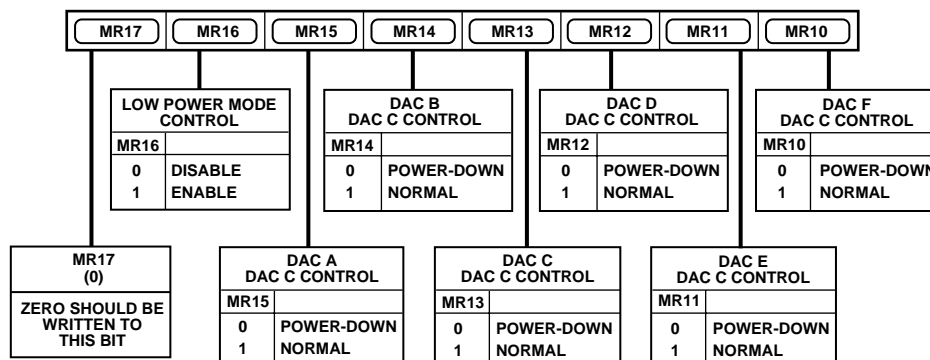 MR17 MR16 MR15 MR14 MR13 MR12 MR11 MR10
LOW POWER MODE
CONTROL
MR16
0 DISABLE
1 ENABLE
DAC B
DAC C CONTROL
MR14
0 POWER-DOWN
1 NORMAL
DAC D
DAC C CONTROL
MR12
0 POWER-DOWN
1 NORMAL
DAC F
DAC C CONTROL
MR10
0 POWER-DOWN
1 NORMAL
MR17
(0)
ZERO SHOULD BE
WRITTEN TO
THIS BIT
DAC A
DAC C CONTROL
MR15
0 POWER-DOWN
1 NORMAL
DAC C
DAC C CONTROL
MR13
0 POWER-DOWN
1 NORMAL
DAC E
DAC C CONTROL
MR11
0 POWER-DOWN
1 NORMAL